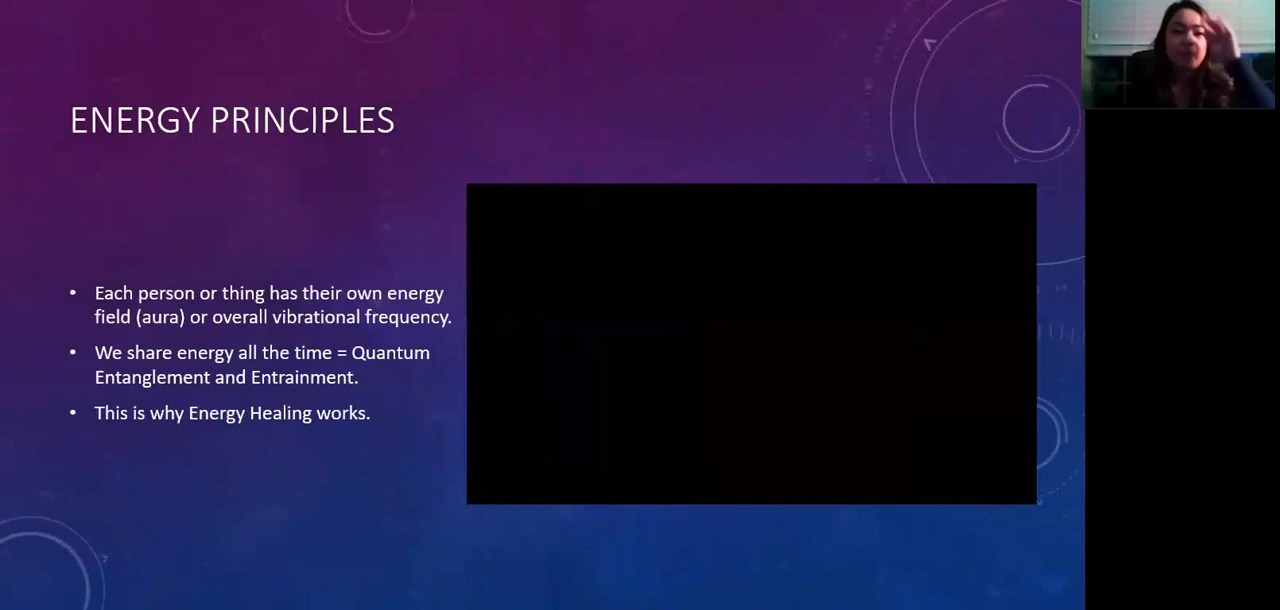 ENERGY PRINCIPLES
• Each person or thing has their own energy
field (aura) or overall vibrational frequency.
• We share energy all the time = Quantum
Entanglement and Entrainment.
• This is why Energy Healing works.